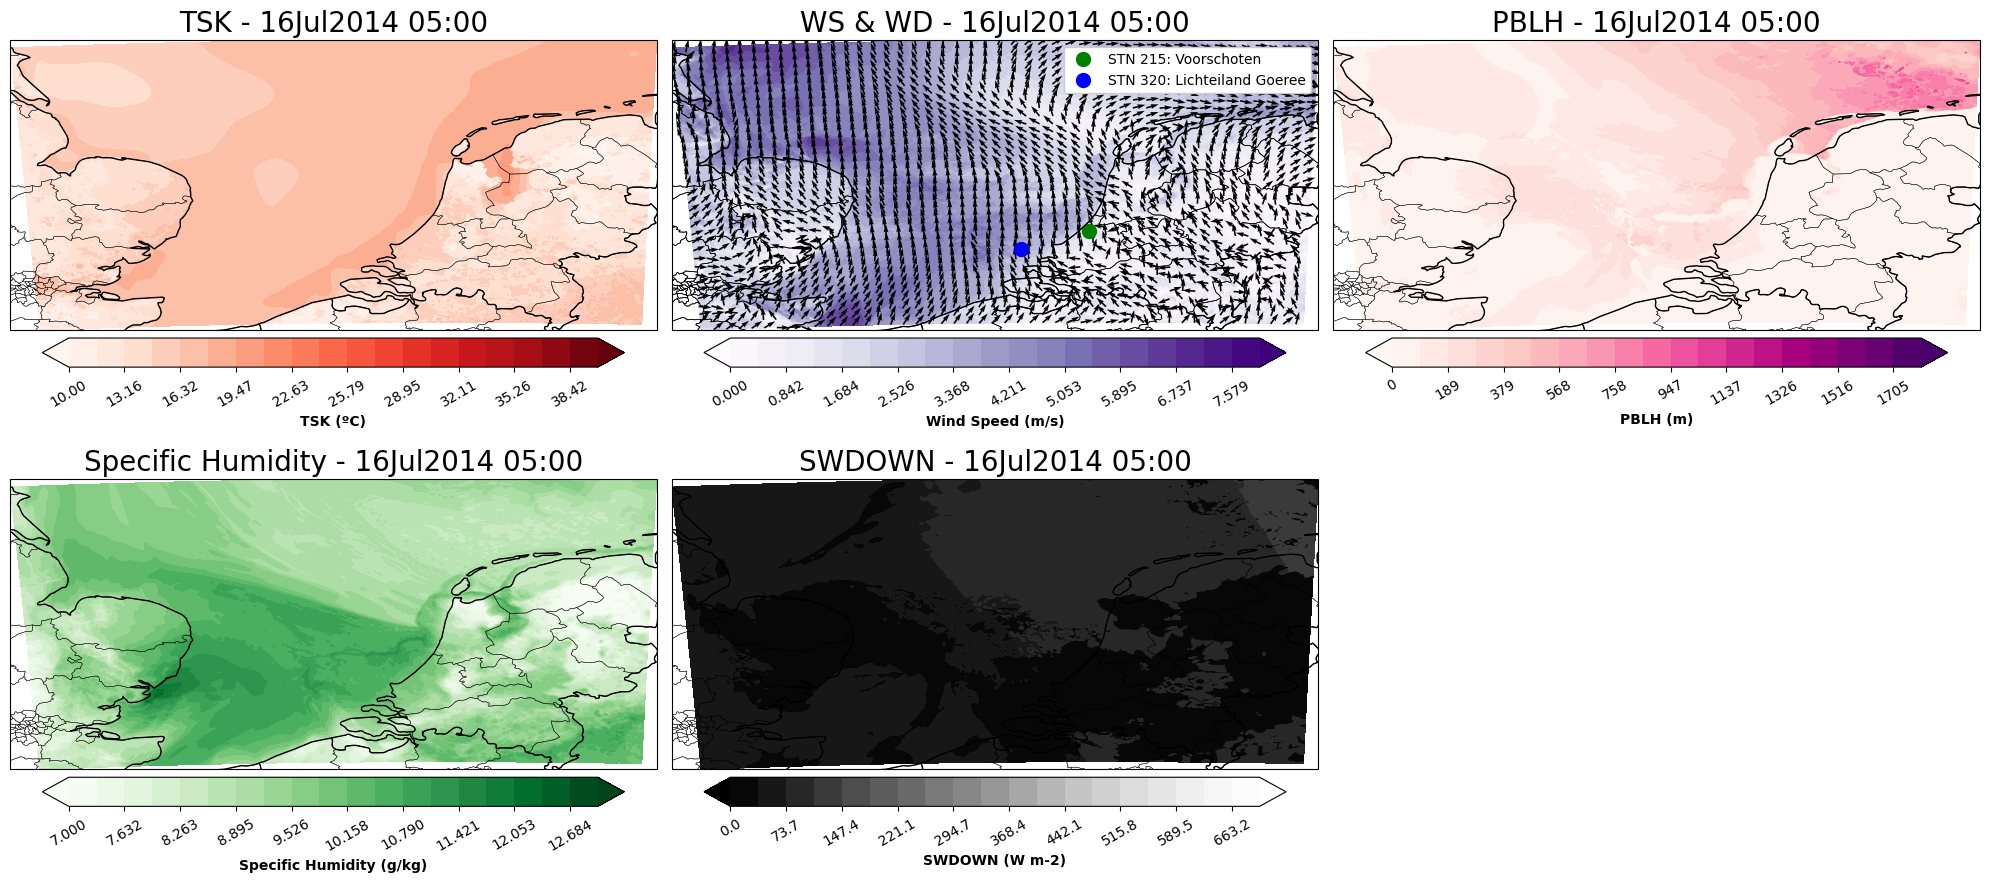 TSK - 16Jul2014 05:00
WS & WD - 16Jul2014 05:00
PBLH - 16Jul2014 05:00
STN 215: Voorschoten
STN 320: Lichteiland Goeree
10.00 13.16 16.32 19.47 22.63 25.79 28.95 32.11 35.26 38.42
TSK (ºC)
0.000 0.842 1.684 2.526 3.368 4.211 5.053 5.895 6.737 7.579
Wind Speed (m/s)
0 189 379 568 758 947 1137 1326 1516 1705
PBLH (m)
Specific Humidity - 16Jul2014 05:00
SWDOWN - 16Jul2014 05:00
7.000 7.632 8.263 8.895 9.526 10.158 10.790 11.421 12.053 12.684
Specific Humidity (g/kg)
0.0 73.7 147.4 221.1 294.7 368.4 442.1 515.8 589.5 663.2
SWDOWN (W m-2)